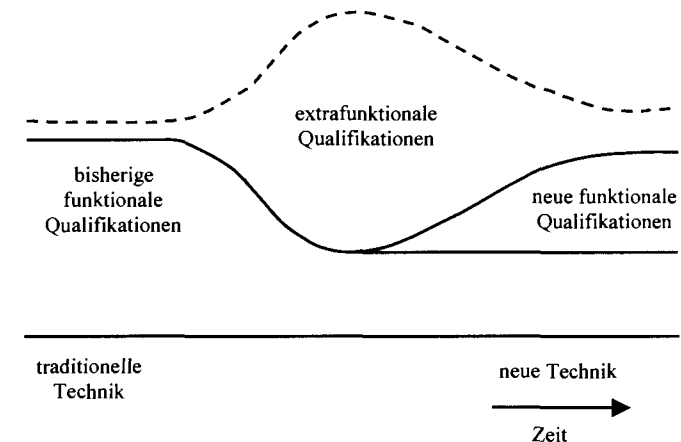 extrafunktionale
Qualifikationen
bisherige
funktionale
Qualifikationen
neue funktionale
Qualifikationen
traditionelle
Technik
neue Technik
Zeit